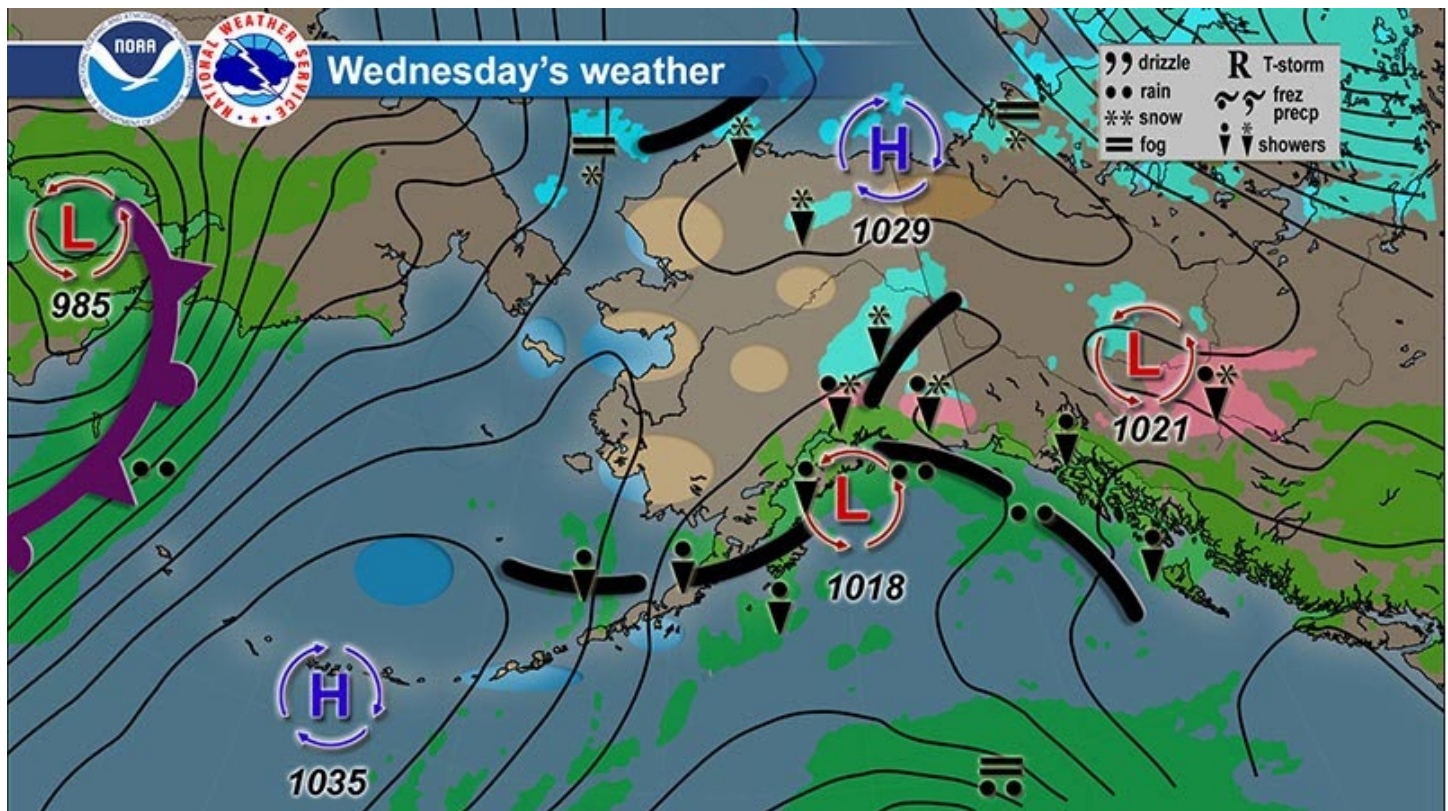 NOAA
NATIONAL WEATHER SERVICE
Wednesday's weather
,, drizzle
R T-storm
•• rain
frez precp
** snow
= fog
showers
H
1029
L
985
L
1021
L
1018
H
1035